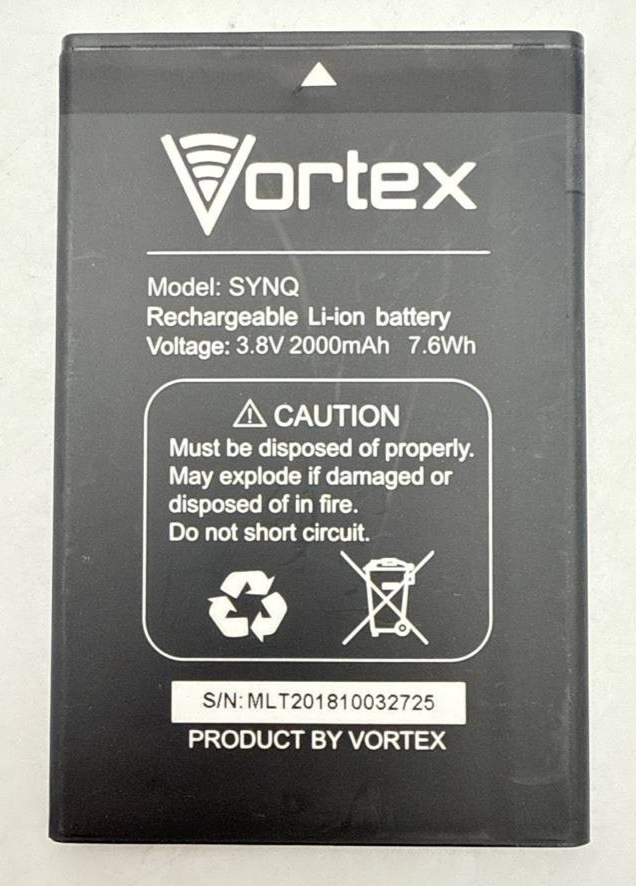 Vortex
Model: SYNQ
Rechargeable Li-ion battery
Voltage: 3.8V 2000mAh 7.6Wh
CAUTION
Must be disposed of properly.
May explode if damaged or
disposed of in fire.
Do not short circuit.
S/N: MLT201810032725
PRODUCT BY VORTEX